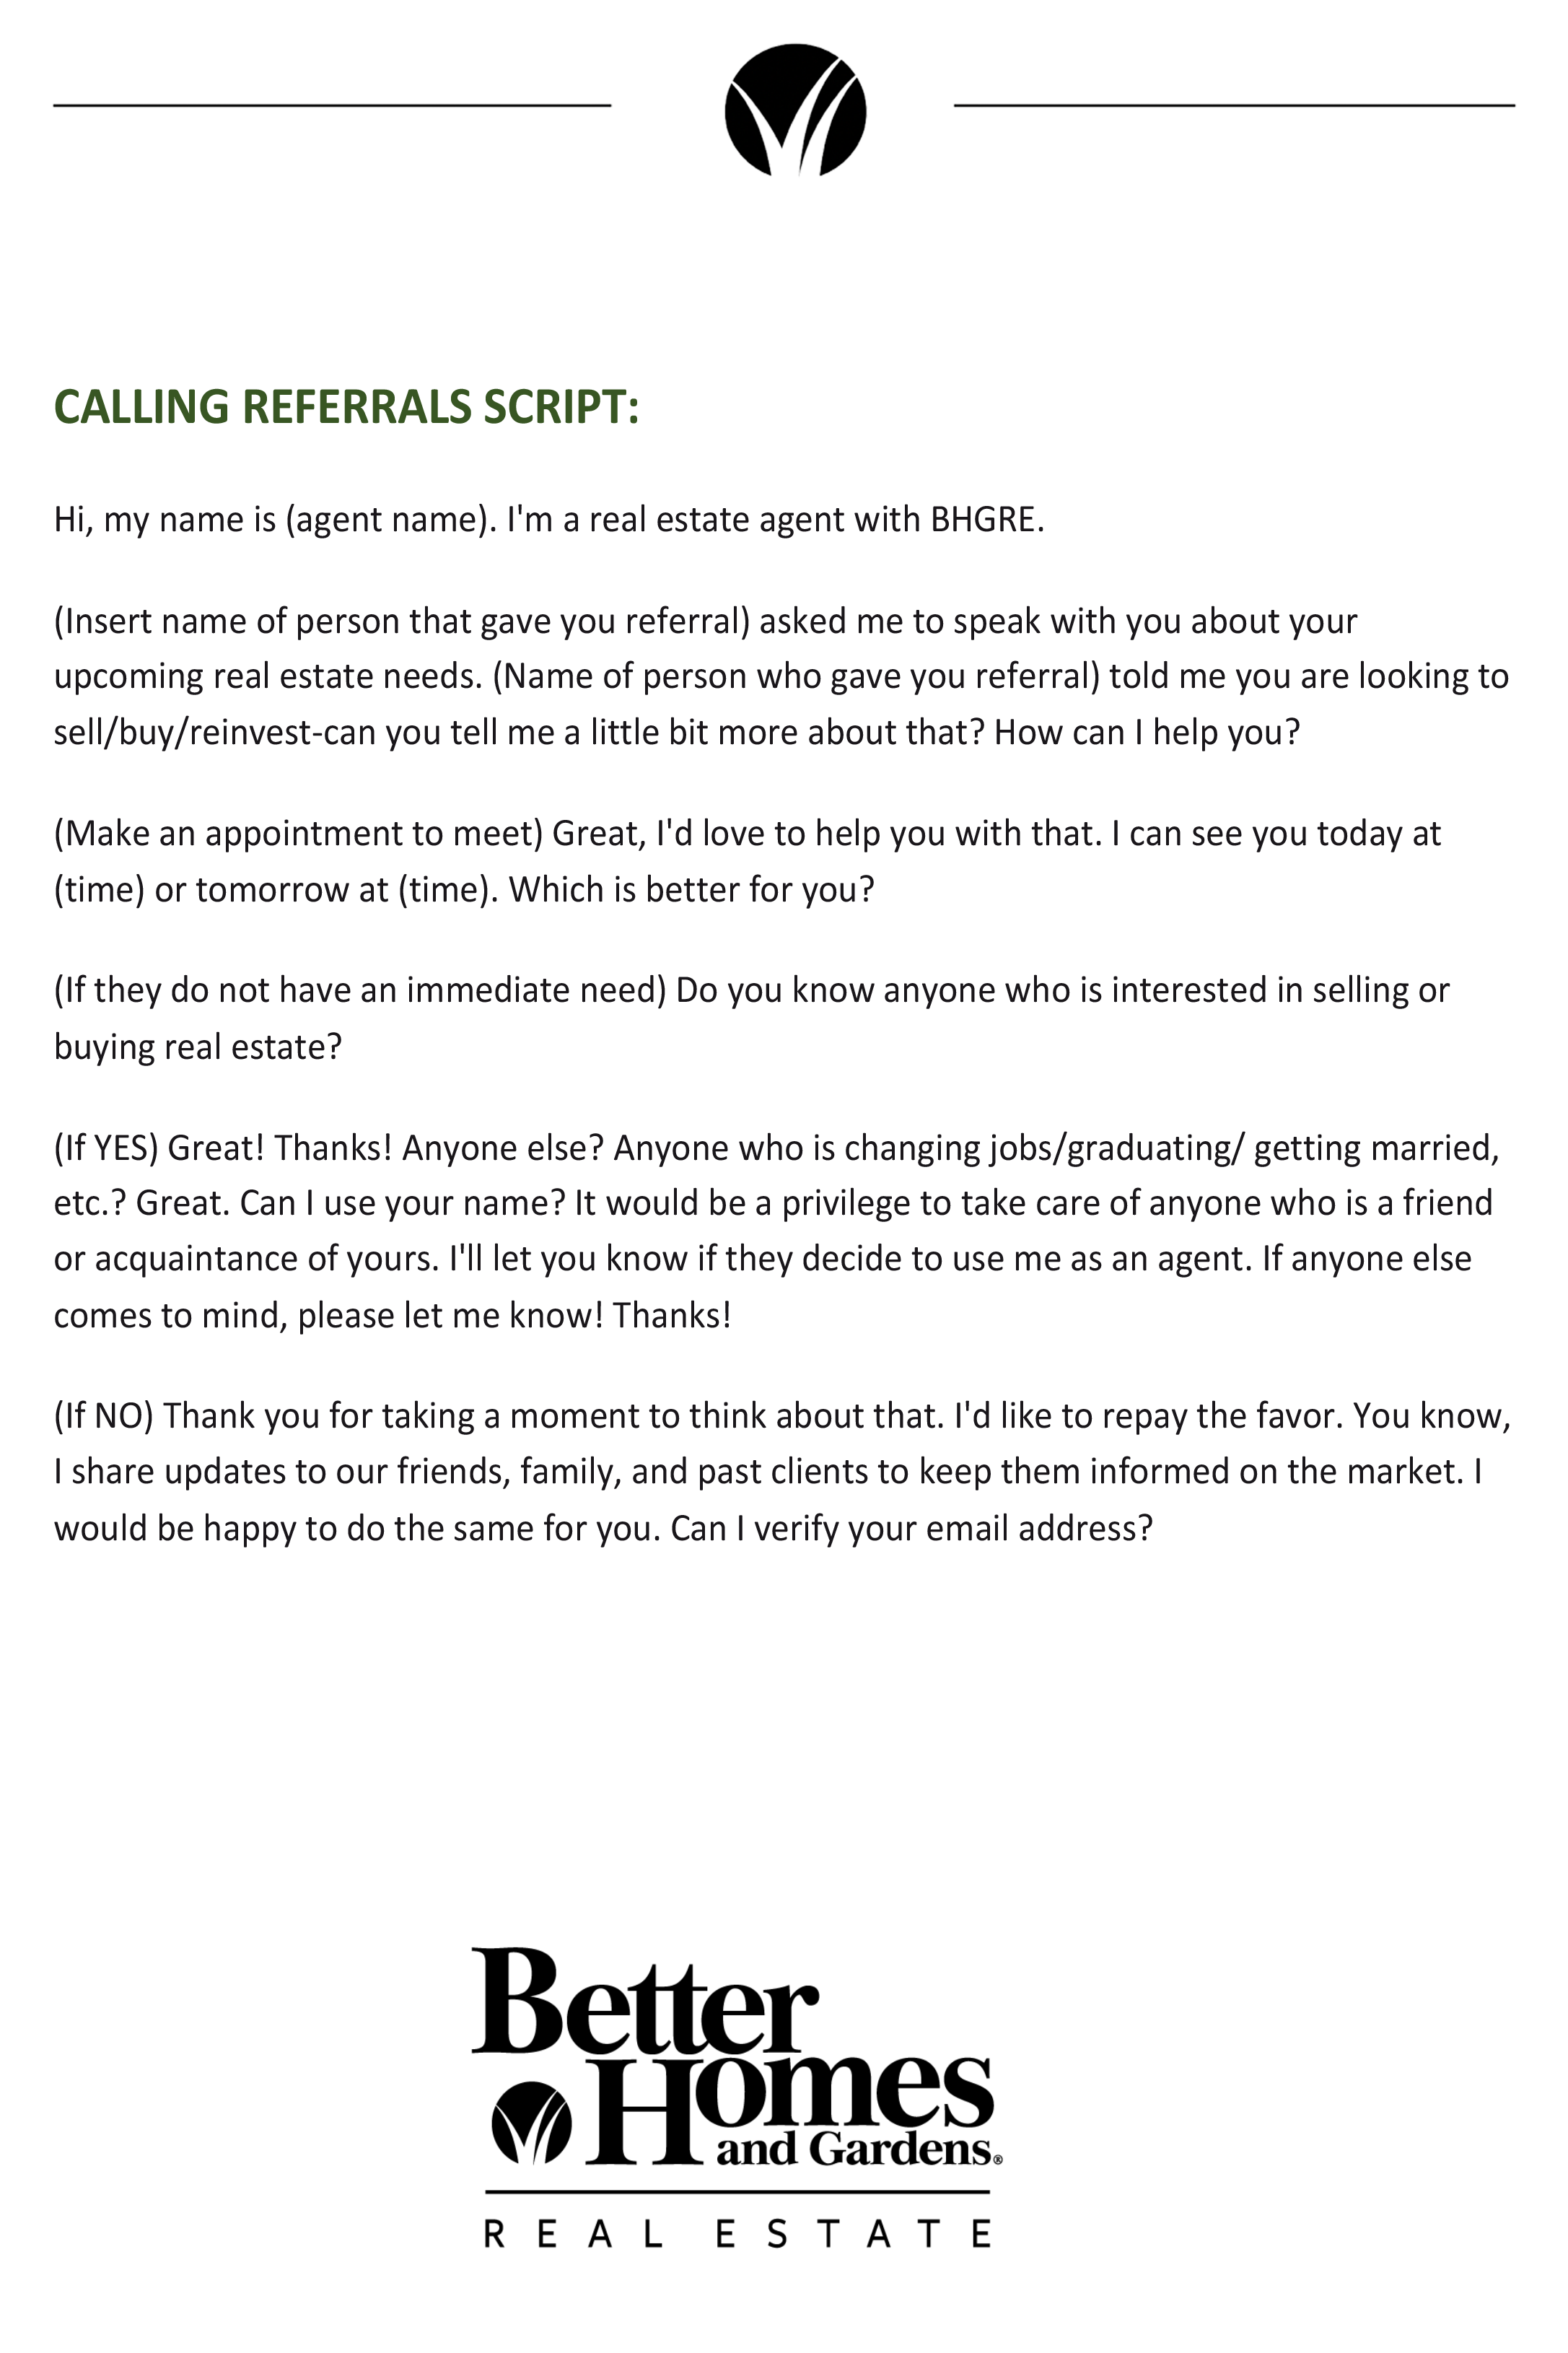 CALLING REFERRALS SCRIPT:
Hi, my name is (agent name). I'm a real estate agent with BHGRE.
(Insert name of person that gave you referral) asked me to speak with you about your
upcoming real estate needs. (Name of person who gave you referral) told me you are looking to
sell/buy/reinvest-can you tell me a little bit more about that? How can I help you?
(Make an appointment to meet) Great, I'd love to help you with that. I can see you today at
(time) or tomorrow at (time). Which is better for you?
(If they do not have an immediate need) Do you know anyone who is interested in selling or
buying real estate?
(If YES) Great! Thanks! Anyone else? Anyone who is changing jobs/graduating/ getting married,
etc.? Great. Can I use your name? It would be a privilege to take care of anyone who is a friend
or acquaintance of yours. I'll let you know if they decide to use me as an agent. If anyone else
comes to mind, please let me know! Thanks!
(If NO) Thank you for taking a moment to think about that. I'd like to repay the favor. You know,
I share updates to our friends, family, and past clients to keep them informed on the market. I
would be happy to do the same for you. Can I verify your email address?
Better
Homes
and Gardens®
REAL ESTATE